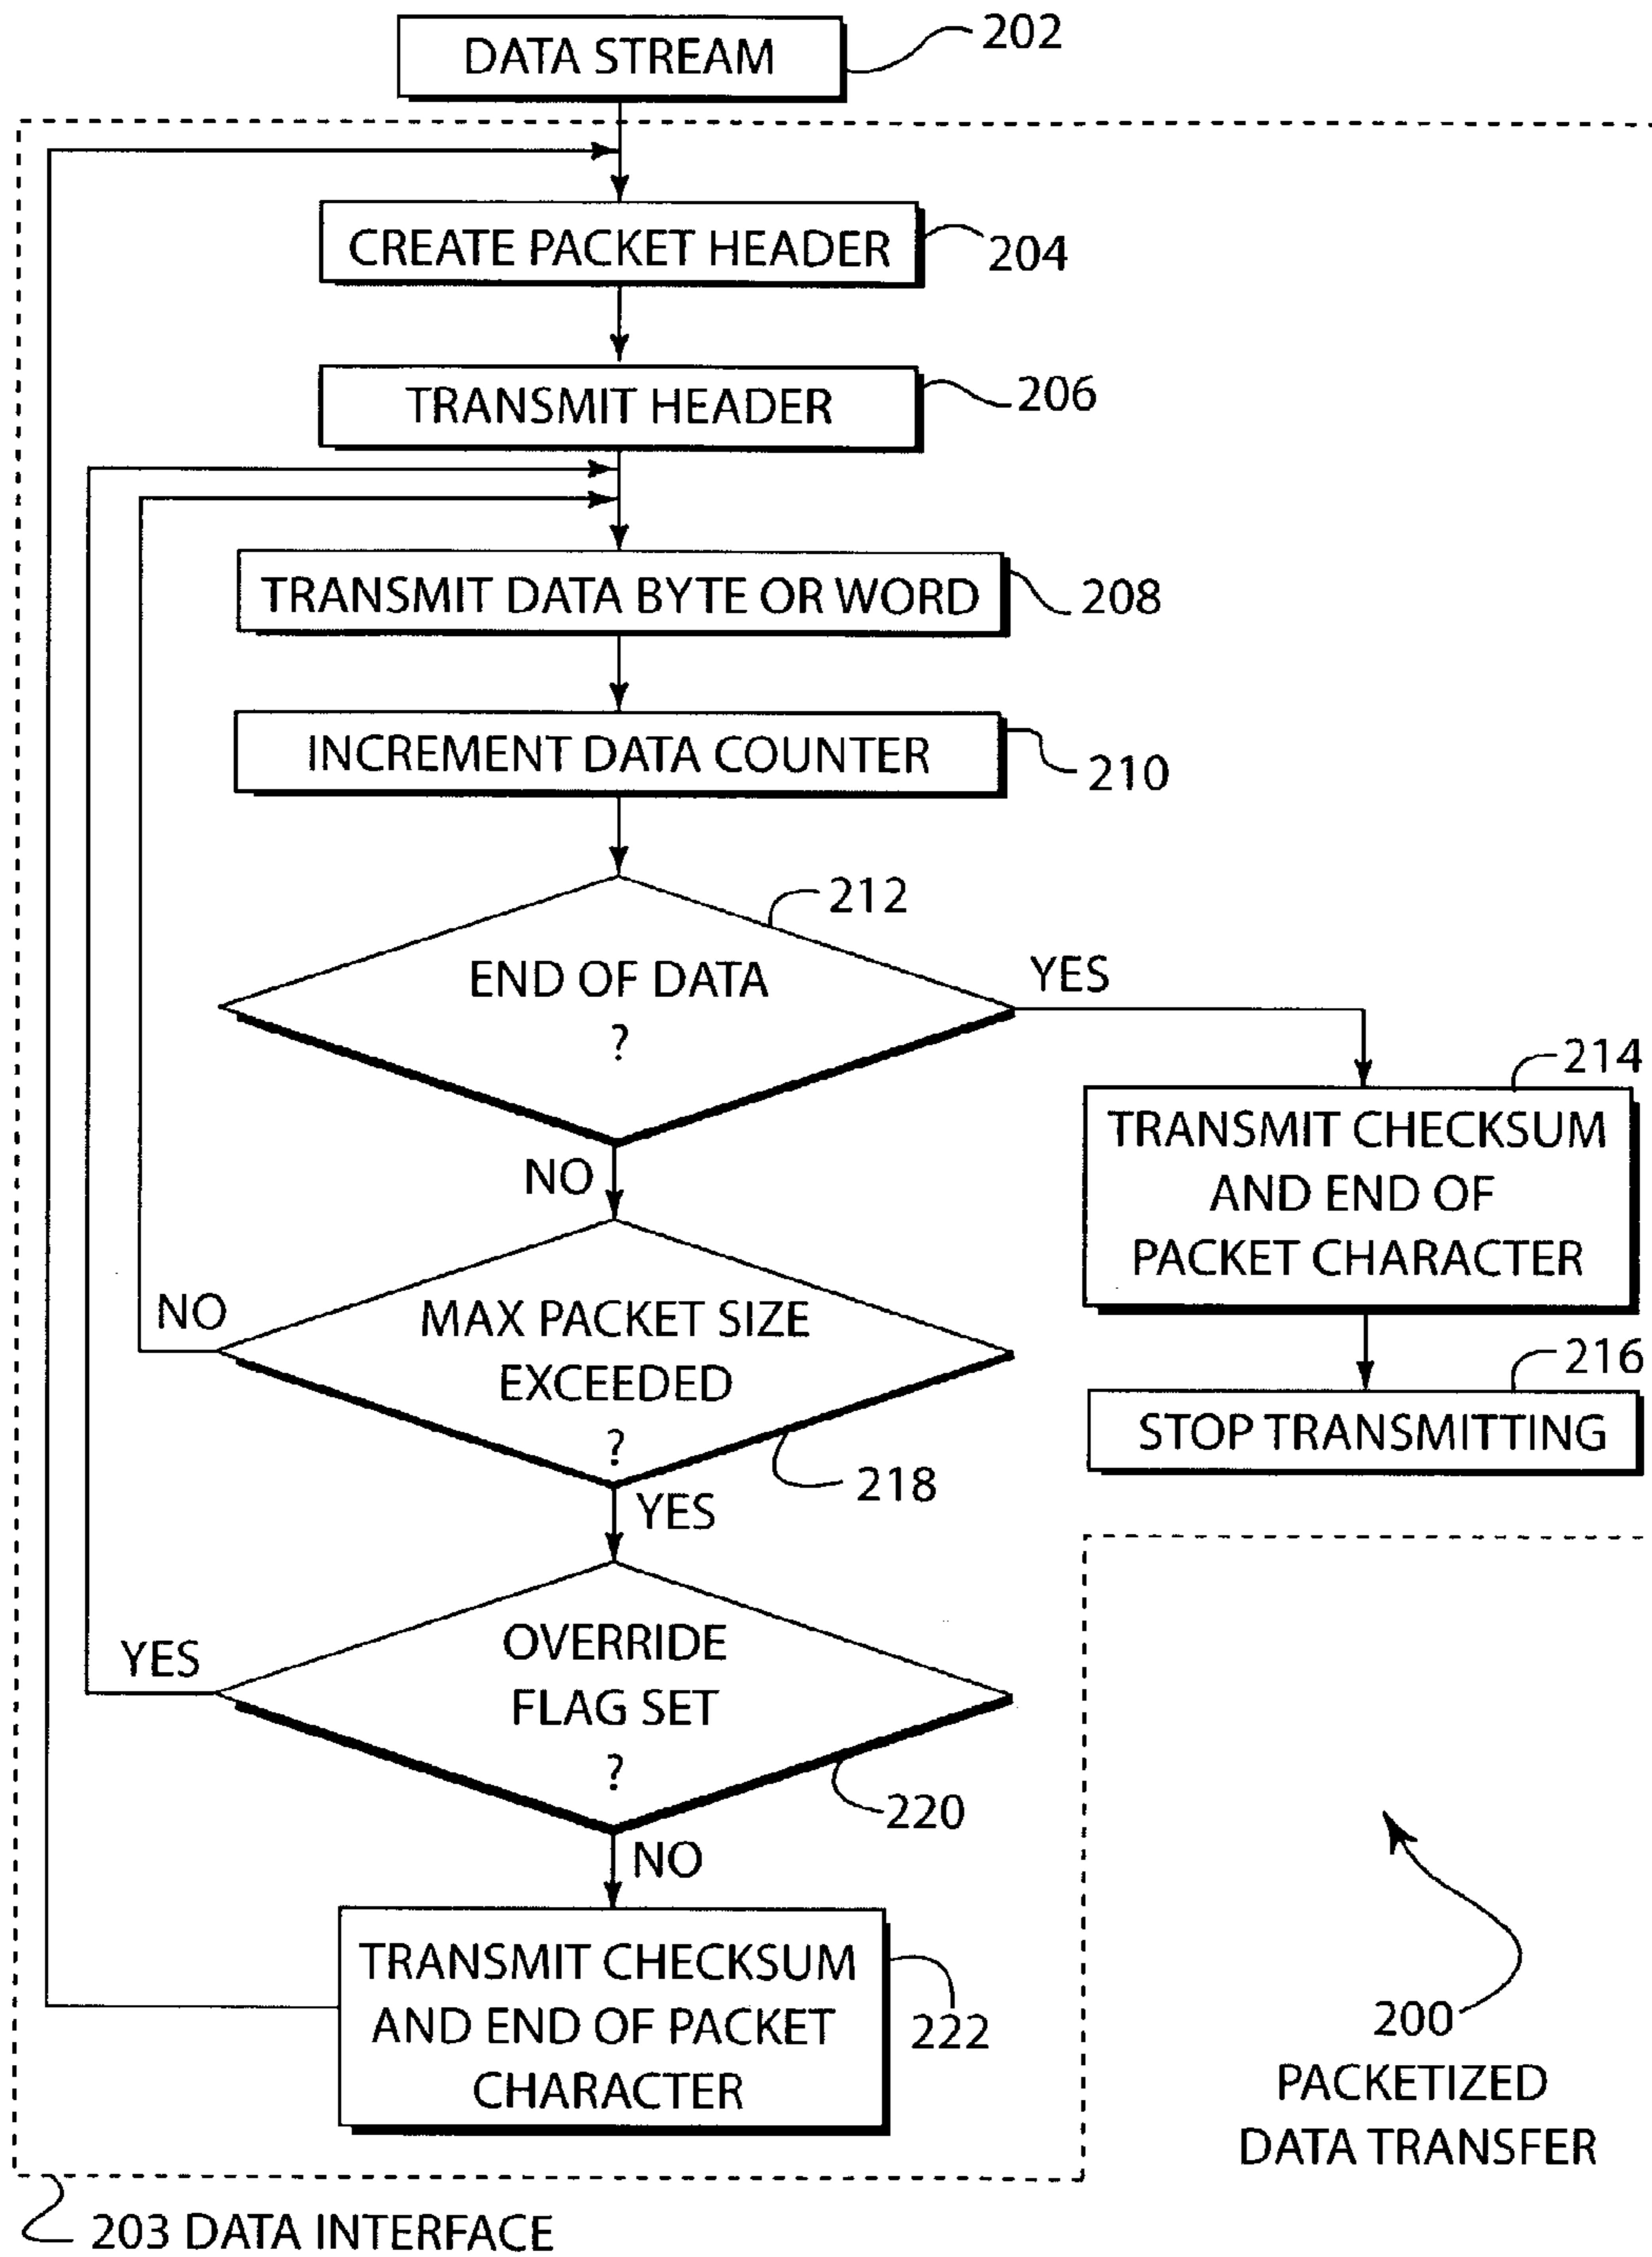 DATA STREAM
202
CREATE PACKET HEADER
204
TRANSMIT HEADER
206
TRANSMIT DATA BYTE OR WORD
208
INCREMENT DATA COUNTER
210
212
END OF DATA
?
YES
NO
214
TRANSMIT CHECKSUM
AND END OF
PACKET CHARACTER
216
STOP TRANSMITTING
NO
MAX PACKET SIZE
EXCEEDED
?
218
YES
YES
OVERRIDE
FLAG SET
?
220
NO
TRANSMIT CHECKSUM
AND END OF PACKET
CHARACTER
222
200
PACKETIZED
DATA TRANSFER
203 DATA INTERFACE